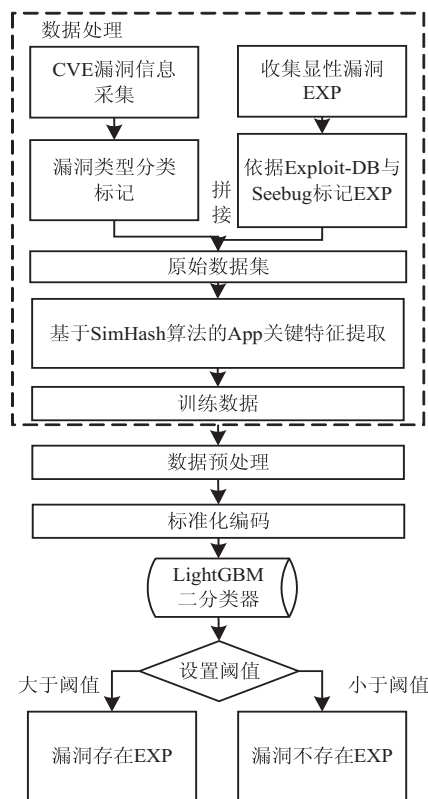 数据处理
CVE漏洞信息
采集
收集显性漏洞
EXP
漏洞类型分类
标记
拼
接
依据Exploit-DB与
Seebug标记EXP
原始数据集
基于SimHash算法的App关键特征提取
训练数据
数据预处理
标准化编码
LightGBM
二分类器
设置阈值
大于阈值
小于阈值
漏洞存在EXP
漏洞不存在EXP